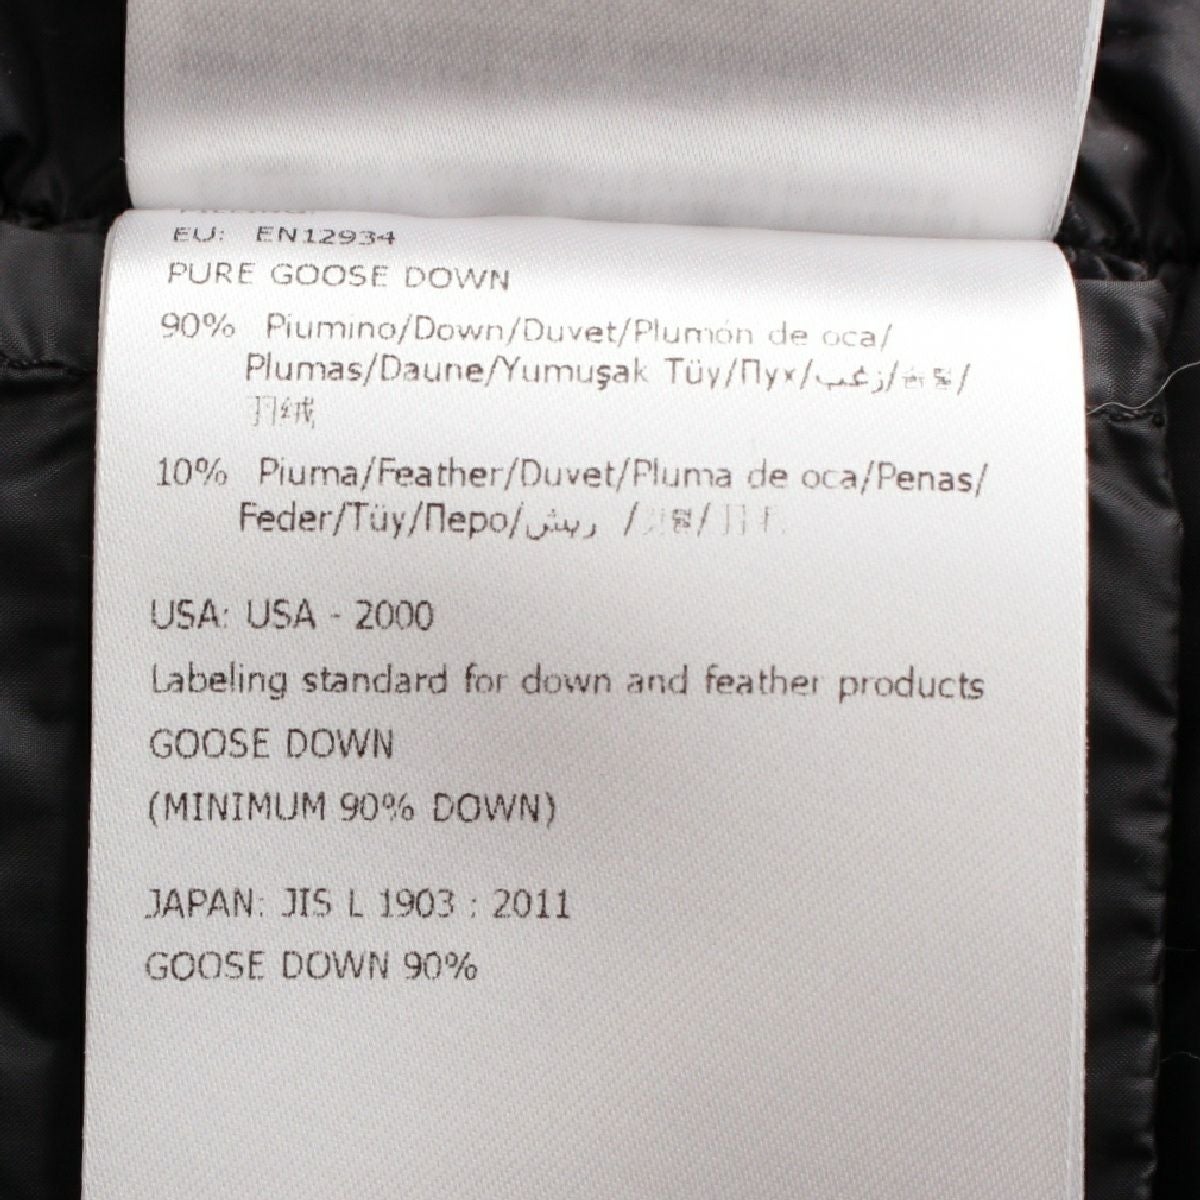 EU: EN12934
PURE GOOSE DOWN
90% Piumino/Down/Duvet/Plumón de oca/
Plumas/Daune/Yumuşak Tüy/Пух/زغب/
羽绒
10% Piuma/Feather/Duvet/Pluma de oca/Penas/
Feder/Tüy/Перо/ريش /
USA: USA - 2000
Labeling standard for down and feather products
GOOSE DOWN
(MINIMUM 90% DOWN)
JAPAN: JIS L 1903 : 2011
GOOSE DOWN 90%